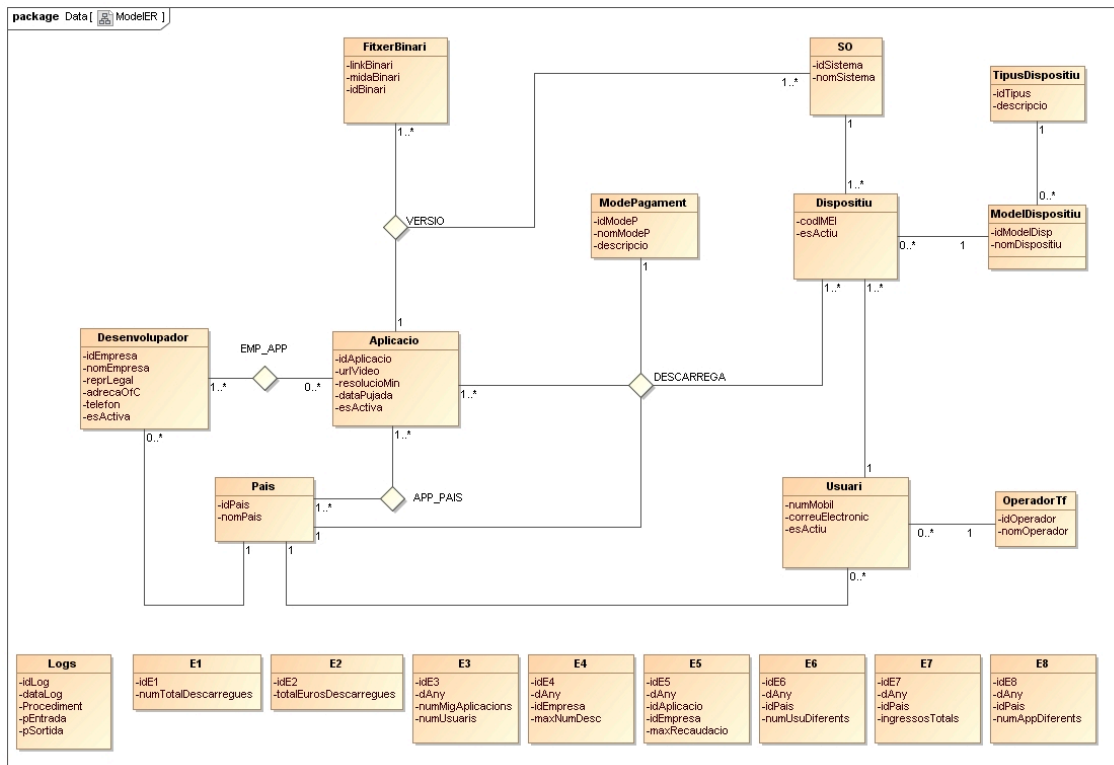 package Data [ ModelER ]
FitxerBinari
-linkBinari
-midaBinari
-idBinari
1..*
SO
-idSistema
-nomSistema
1..*
1
TipusDispositiu
-idTipus
-descripcio
1
0..*
VERSIO
1
ModePagament
-idModeP
-nomModeP
-descripcio
1
1..*
Dispositiu
-codIMEI
-esActiu
0..*
1
1..*
1..*
ModelDispositiu
-idModelDisp
-nomDispositiu
Desenvolupador
-idEmpresa
-nomEmpresa
-reprLegal
-adrecaOfC
-telefon
-esActiva
1..*
0..*
EMP_APP
0..*
Aplicacio
-idAplicacio
-urlVideo
-resolucioMin
-dataPujada
-esActiva
1..*
1..*
DESCARREGA
Pais
-idPais
-nomPais
1..*
1
1
1
APP_PAIS
1
Usuari
-numMobil
-correuElectronic
-esActiu
0..*
1
0..*
OperadorTf
-idOperador
-nomOperador
Logs
-idLog
-dataLog
-Procediment
-pEntrada
-pSortida
E1
-idE1
-numTotalDescarregues
E2
-idE2
-totalEurosDescarregues
E3
-idE3
-dAny
-numMigAplicacions
-numUsuaris
E4
-idE4
-dAny
-idEmpresa
-maxNumDesc
E5
-idE5
-dAny
-idAplicacio
-idEmpresa
-maxRecaudacio
E6
-idE6
-dAny
-idPais
-numUsuDiferents
E7
-idE7
-dAny
-idPais
-ingressosTotals
E8
-idE8
-dAny
-idPais
-numAppDiferents